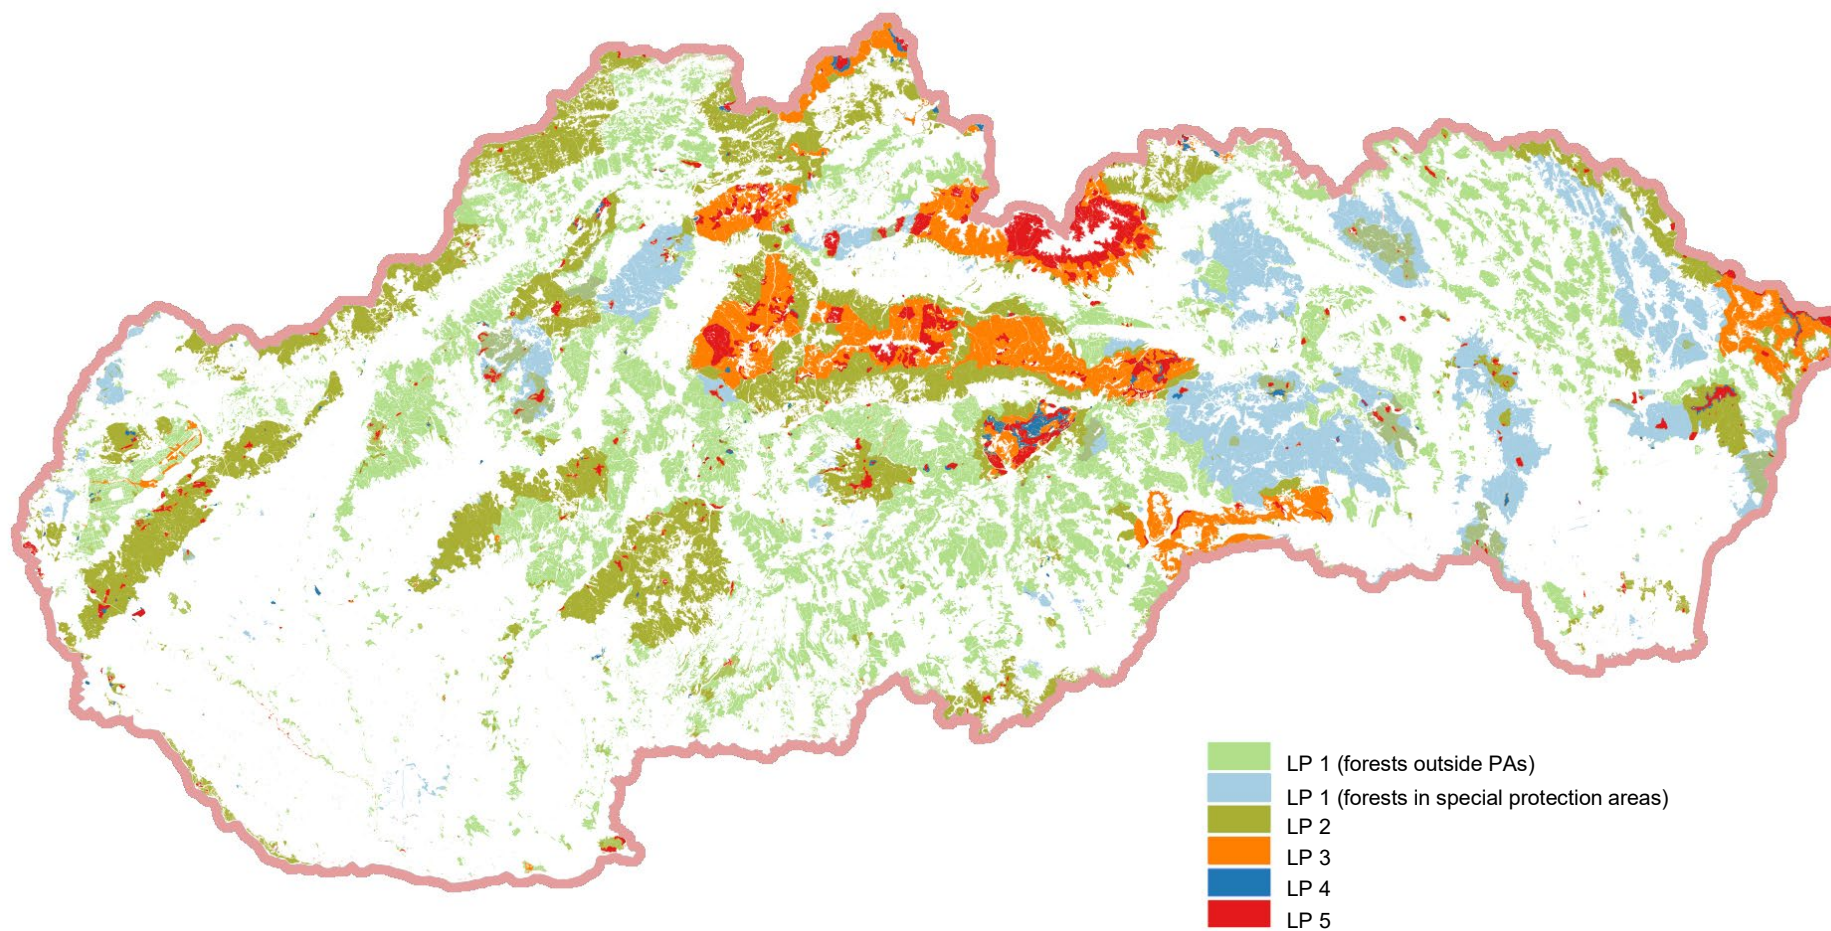 LP 1 (forests outside PAs)
LP 1 (forests in special protection areas)
LP 2
LP 3
LP 4
LP 5